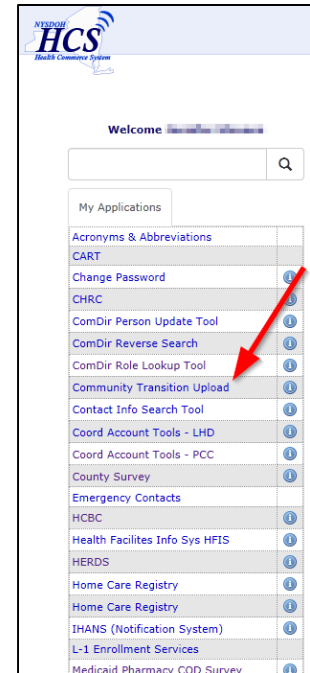 NYSDOH
HCS
Health Commerce System
Welcome
My Applications
Acronyms & Abbreviations
CART
Change Password
CHRC
ComDir Person Update Tool
ComDir Reverse Search
ComDir Role Lookup Tool
Community Transition Upload
Contact Info Search Tool
Coord Account Tools - LHD
Coord Account Tools - PCC
County Survey
Emergency Contacts
HCBC
Health Facilites Info Sys HFIS
HERDS
Home Care Registry
Home Care Registry
IHANS (Notification System)
L-1 Enrollment Services
Medicaid Pharmacy COD Survey